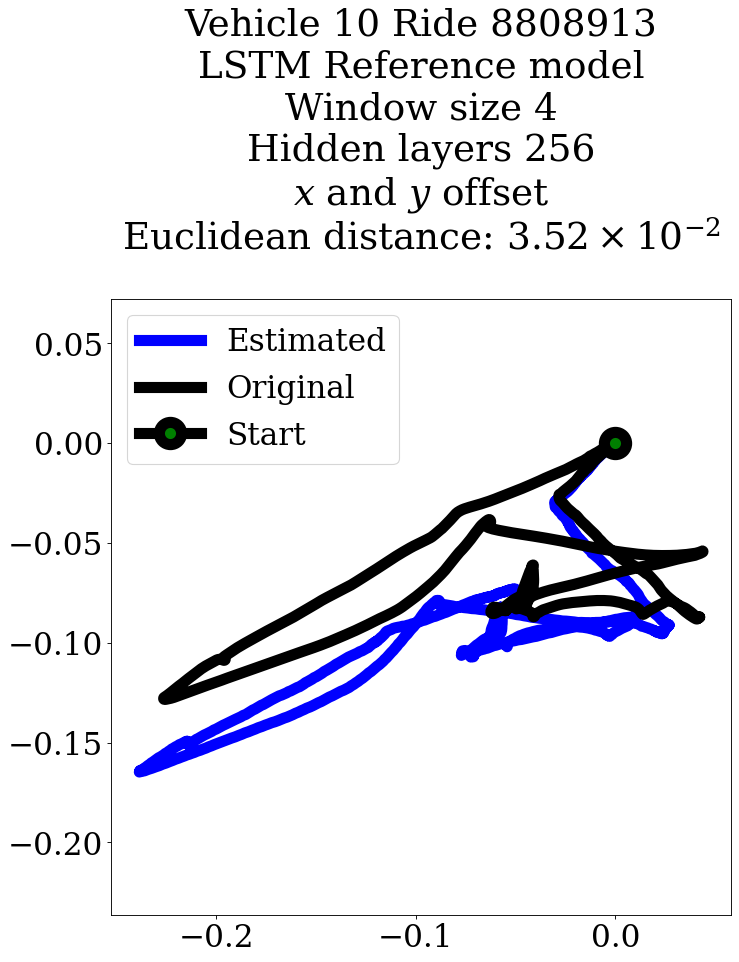 Vehicle 10 Ride 8808913
LSTM Reference model
Window size 4
Hidden layers 256
x and y offset
Euclidean distance: 3.52 × 10⁻²
Estimated
Original
Start
0.05
0.00
−0.05
−0.10
−0.15
−0.20
−0.2 −0.1 0.0